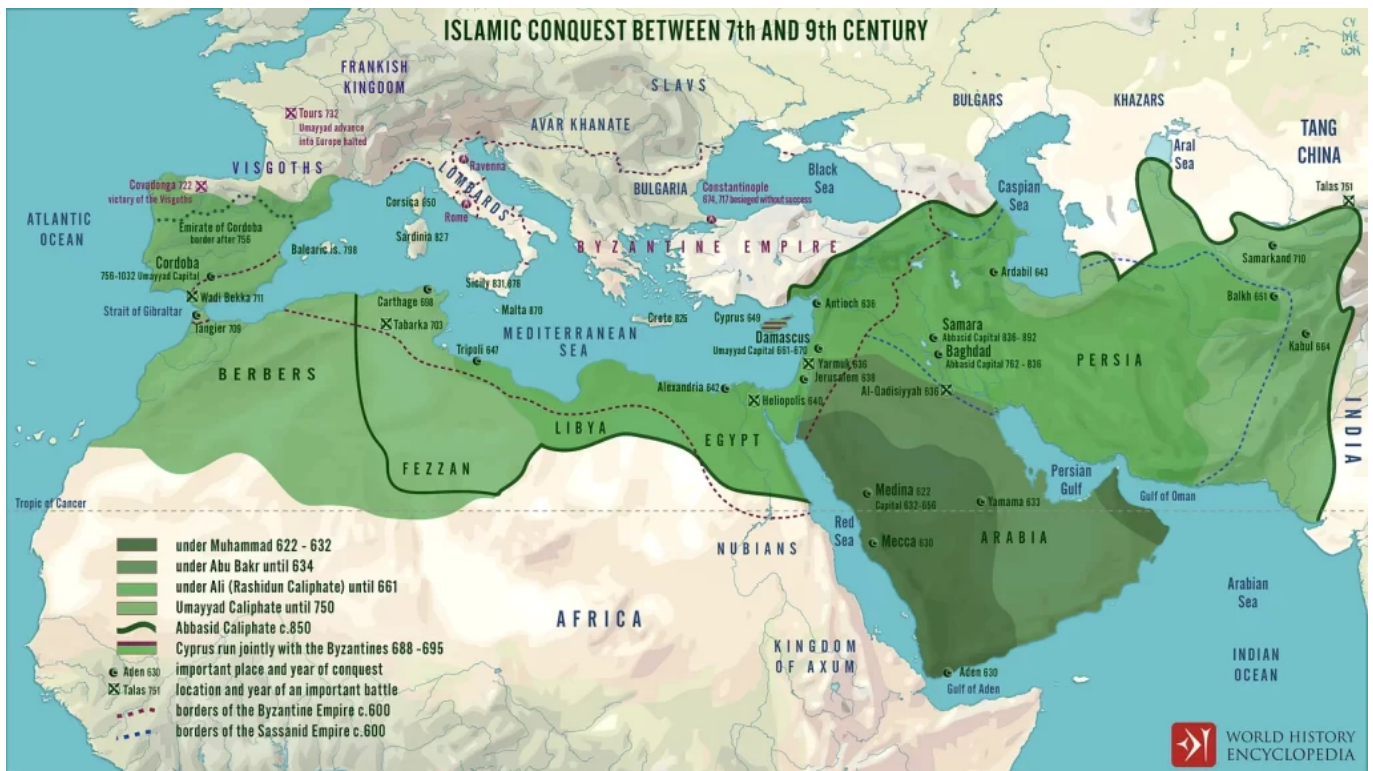 ISLAMIC CONQUEST BETWEEN 7th AND 9th CENTURY
CY
ME
WN
FRANKISH
KINGDOM
SLAVS
BULGARS
KHAZARS
TANG
CHINA
Tours 732
Umayyad advance
into Europe halted
AVAR KHANATE
Aral
Sea
VISGOTHS
Ravenna
LOMBARDS
Black
Sea
Caspian
Sea
Talas 751
Covadonga 722
victory of the Visgoths
Corsica 850
Rome
BULGARIA
Constantinople
674, 717 besieged without success
ATLANTIC
OCEAN
Emirate of Cordoba
border after 756
Balearic is. 798
Sardinia 827
BYZANTINE EMPIRE
Samarkand 710
Cordoba
756-1032 Umayyad Capital
Ardabil 643
Wadi Bekka 711
Carthage 698
Sicily 831,878
Antioch 638
Balkh 651
Strait of Gibraltar
Tangier 709
Tabarka 703
Malta 870
Crete 826
Cyprus 649
MEDITERRANEAN
SEA
Damascus
Umayyad Capital 661-670
Samara
Abbasid Capital 836- 892
Baghdad
Abbasid Capital 762 - 836
Kabul 664
Tripoli 647
Yarmuk 636
Jerusalem 638
PERSIA
BERBERS
Alexandria 642
Heliopolis 640
Al-Qadisiyyah 636
INDIA
LIBYA
EGYPT
FEZZAN
Persian
Gulf
Gulf of Oman
Tropic of Cancer
Medina 622
Capital 632-656
Yamama 633
Red
Sea
Mecca 630
ARABIA
NUBIANS
Arabian
Sea
AFRICA
KINGDOM
OF AXUM
INDIAN
OCEAN
Aden 630
Gulf of Aden
under Muhammad 622 - 632
under Abu Bakr until 634
under Ali (Rashidun Caliphate) until 661
Umayyad Caliphate until 750
Abbasid Caliphate c.850
Cyprus run jointly with the Byzantines 688 -695
Aden 630 important place and year of conquest
Talas 751 location and year of an important battle
borders of the Byzantine Empire c.600
borders of the Sassanid Empire c.600
WORLD HISTORY
ENCYCLOPEDIA